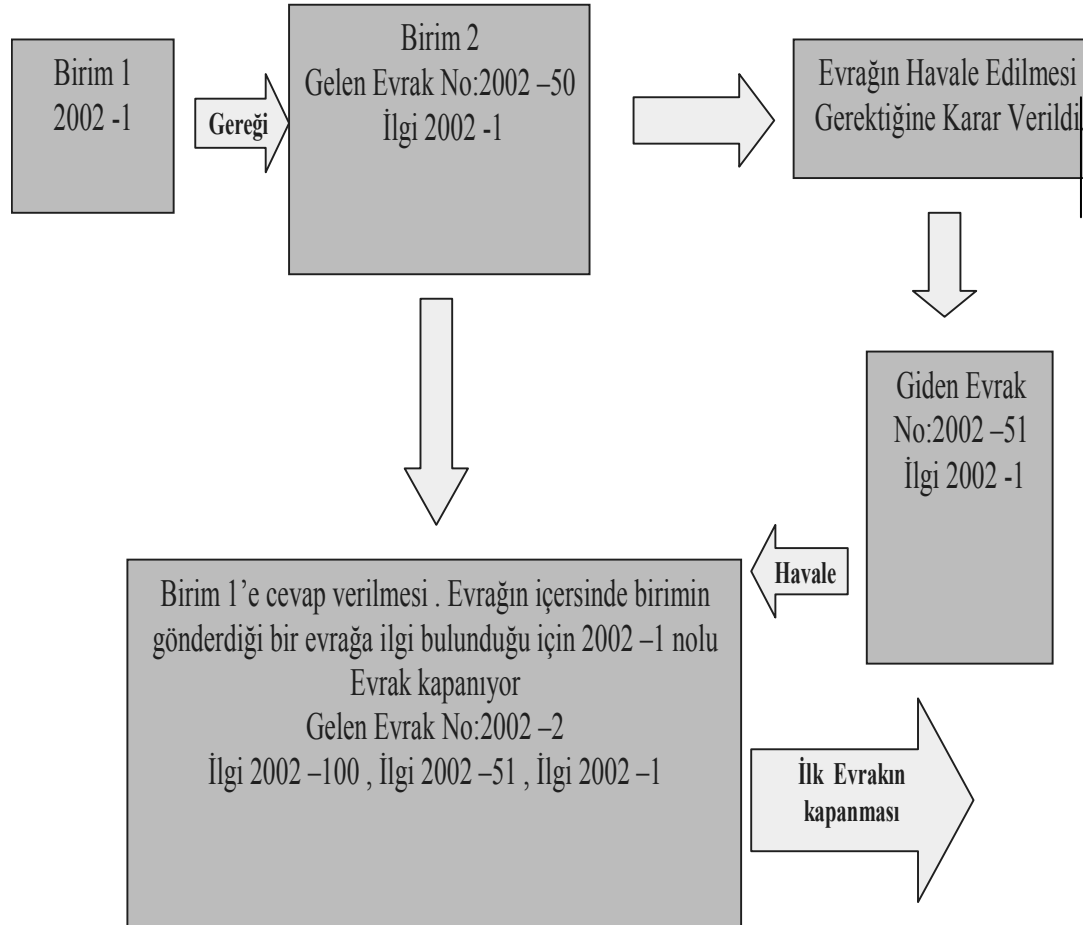 Birim 1
2002 -1
Gereği
Birim 2
Gelen Evrak No:2002 –50
İlgi 2002 -1
Evrağın Havale Edilmesi
Gerektiğine Karar Verildi.
Giden Evrak
No:2002 –51
İlgi 2002 -1
Havale
Birim 1’e cevap verilmesi . Evrağın içersinde birimin
gönderdiği bir evrağa ilgi bulunduğu için 2002 –1 nolu
Evrak kapanıyor
Gelen Evrak No:2002 –2
İlgi 2002 –100 , İlgi 2002 –51 , İlgi 2002 –1
İlk Evrakın
kapanması